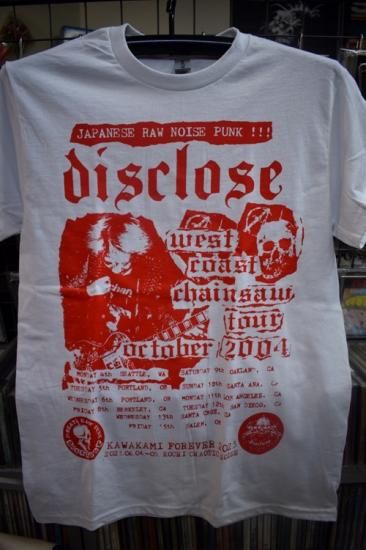 JAPANESE RAW NOISE PUNK !!!
disclose
west
coast
chainsaw
tour
october 2004
MONDAY 4th SEATTLE, WA
TUESDAY 5th PORTLAND, OR
WEDNESDAY 6th PORTLAND, OR
FRIDAY 8th BERKELEY, CA
SATURDAY 9th OAKLAND, CA
SUNDAY 10th SANTA ANA, CA
MONDAY 11th LOS ANGELES, CA
TUESDAY 12th SAN DIEGO, CA
WEDNESDAY 13th SANTA CRUZ, CA
FRIDAY 15th SALEM, OR
KAWAKAMI FOREVER
KOCHI CHAOTIC